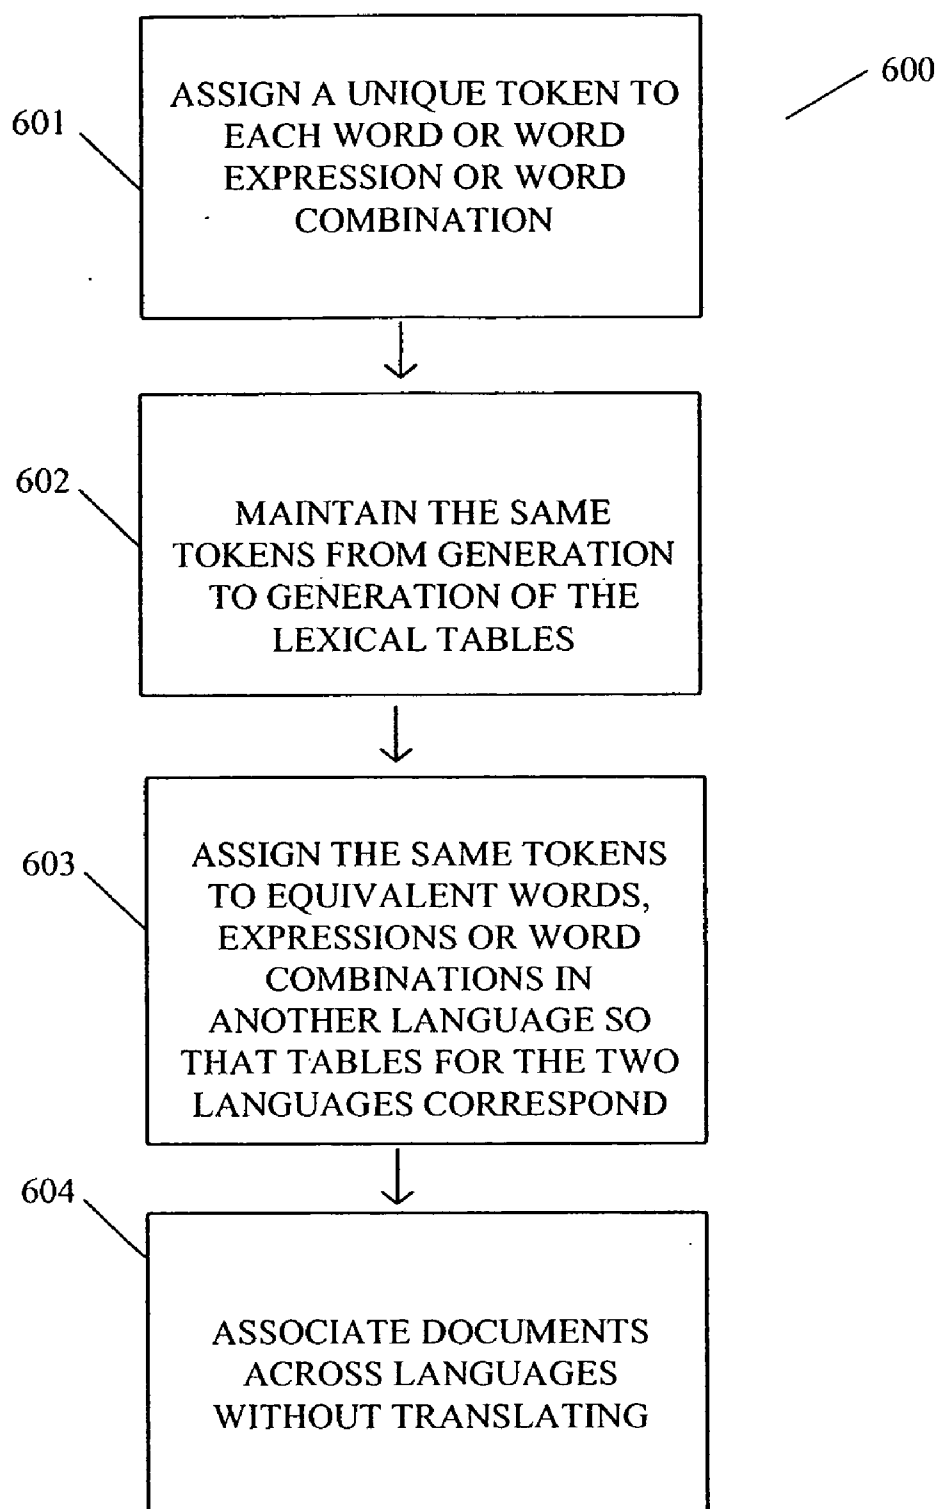 600
601
ASSIGN A UNIQUE TOKEN TO
EACH WORD OR WORD
EXPRESSION OR WORD
COMBINATION
602
MAINTAIN THE SAME
TOKENS FROM GENERATION
TO GENERATION OF THE
LEXICAL TABLES
603
ASSIGN THE SAME TOKENS
TO EQUIVALENT WORDS,
EXPRESSIONS OR WORD
COMBINATIONS IN
ANOTHER LANGUAGE SO
THAT TABLES FOR THE TWO
LANGUAGES CORRESPOND
604
ASSOCIATE DOCUMENTS
ACROSS LANGUAGES
WITHOUT TRANSLATING